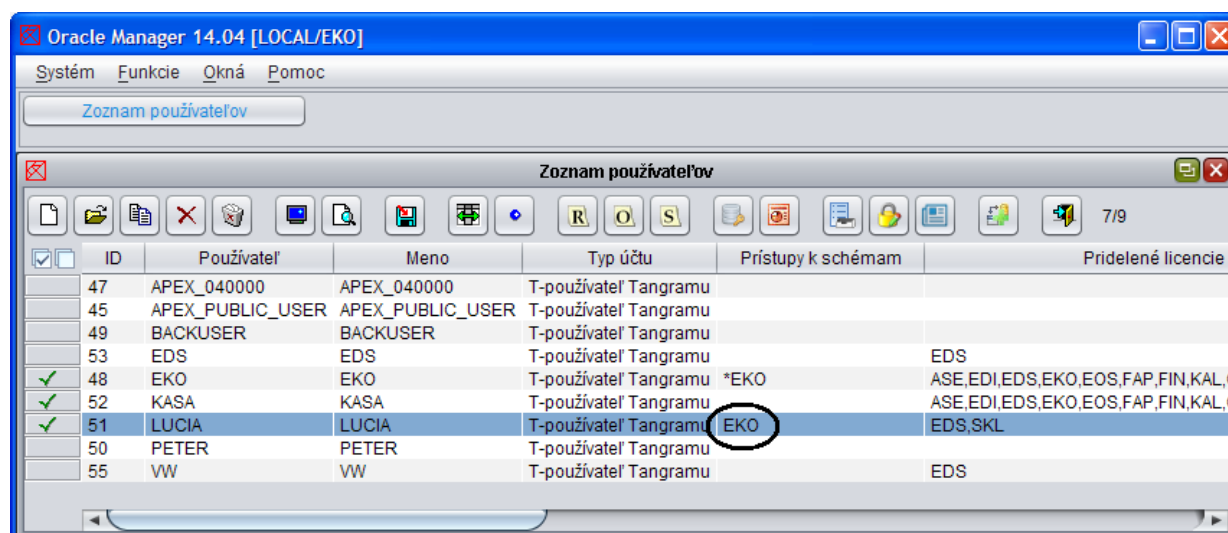 Oracle Manager 14.04 [LOCAL/EKO]
Systém Funkcie Okná Pomoc
Zoznam používateľov
Zoznam používateľov
R O S 7/9
ID Používateľ Meno Typ účtu Prístupy k schémam Pridelené licencie
47 APEX_040000 APEX_040000 T-používateľ Tangramu
45 APEX_PUBLIC_USER APEX_PUBLIC_USER T-používateľ Tangramu
49 BACKUSER BACKUSER T-používateľ Tangramu
53 EDS EDS T-používateľ Tangramu EDS
48 EKO EKO T-používateľ Tangramu *EKO ASE,EDI,EDS,EKO,EOS,FAP,FIN,KAL,
52 KASA KASA T-používateľ Tangramu ASE,EDI,EDS,EKO,EOS,FAP,FIN,KAL,
51 LUCIA LUCIA T-používateľ Tangramu EKO EDS,SKL
50 PETER PETER T-používateľ Tangramu
55 VW VW T-používateľ Tangramu EDS